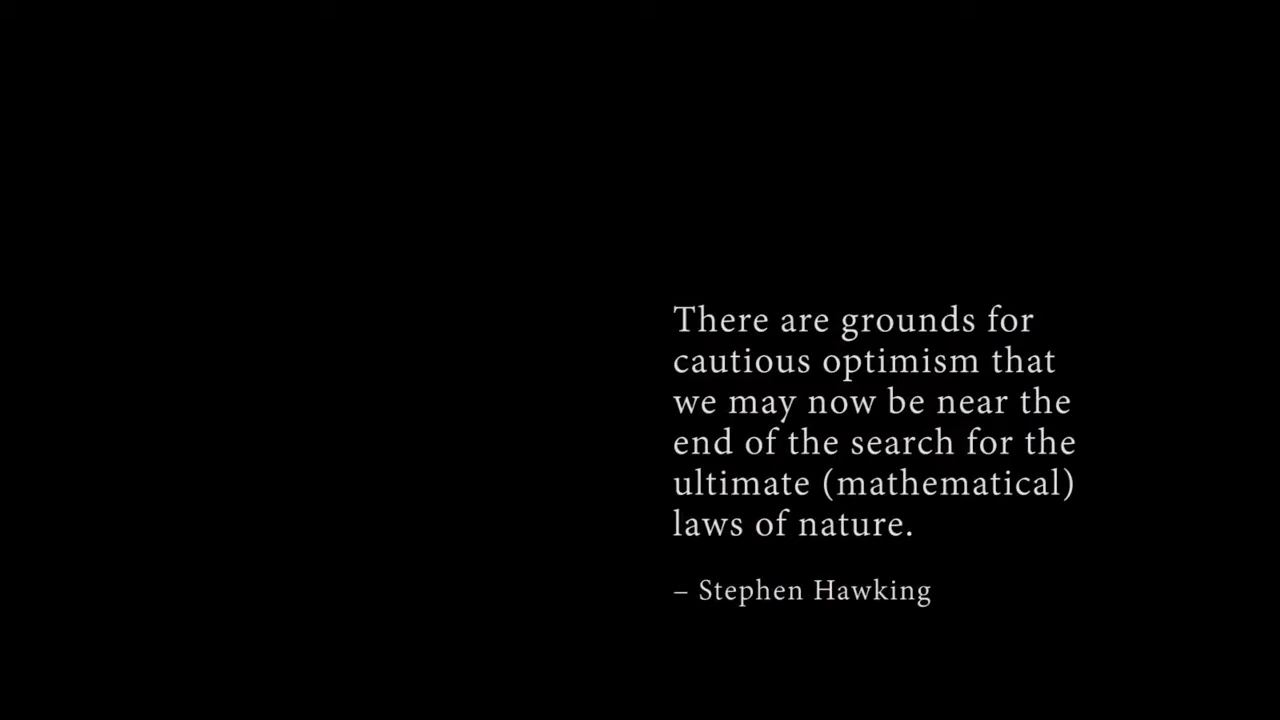 There are grounds for
cautious optimism that
we may now be near the
end of the search for the
ultimate (mathematical)
laws of nature.
– Stephen Hawking